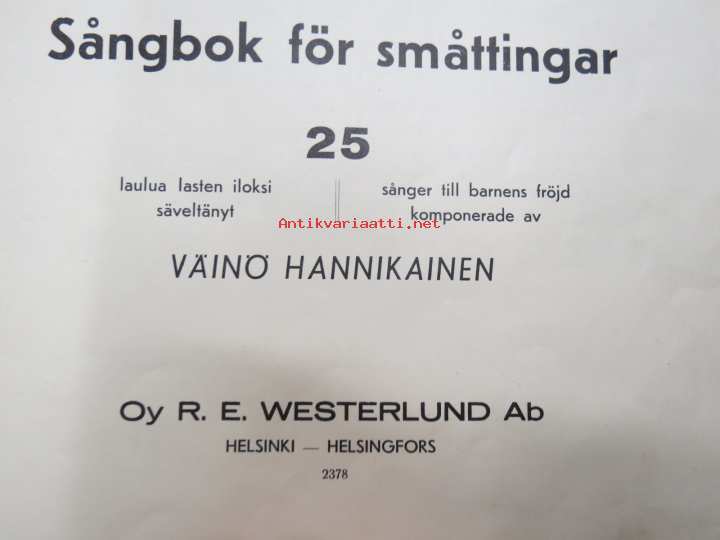 Sångbok för småttingar
25
laulua lasten iloksi
säveltänyt
sånger till barnens fröjd
komponerade av
Antikvariaatti.net
VÄINÖ HANNIKAINEN
Oy R. E. WESTERLUND Ab
HELSINKI — HELSINGFORS
2378